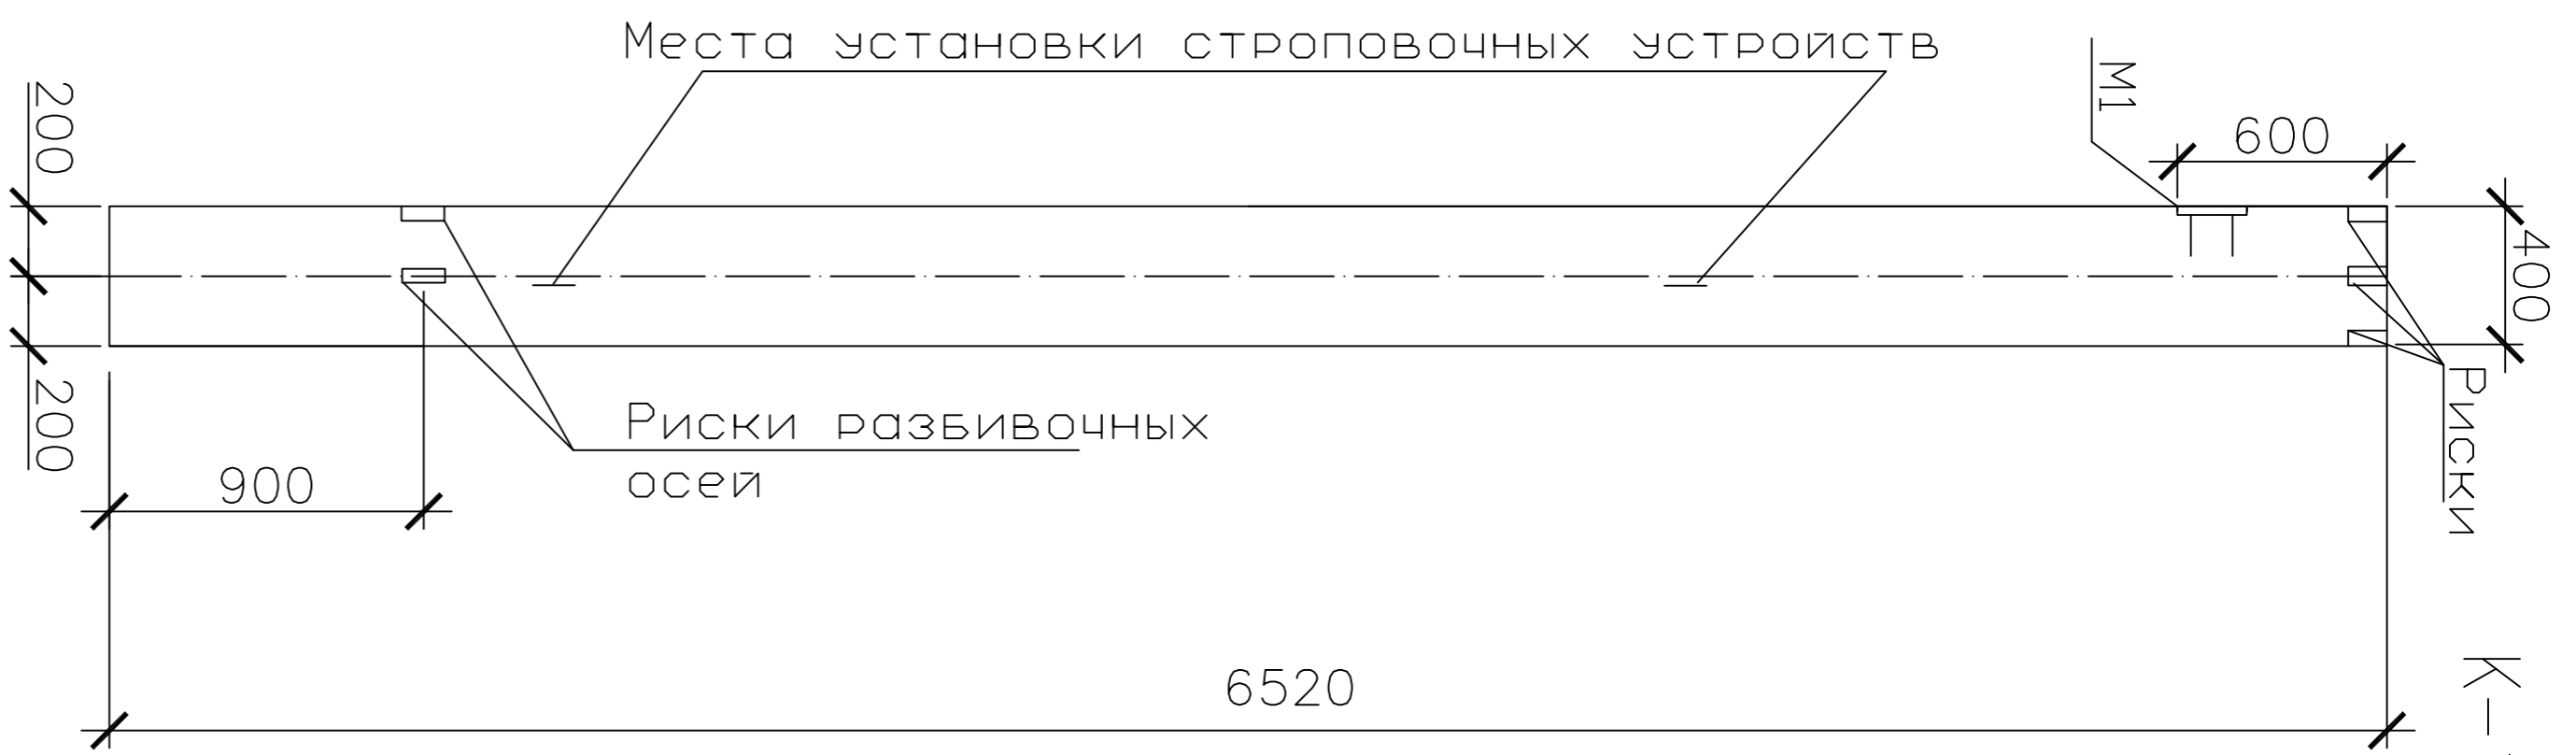 Места установки строповочных устройств
М1
600
200
400
Риски
200
Риски разбивочных
осей
900
6520
К-